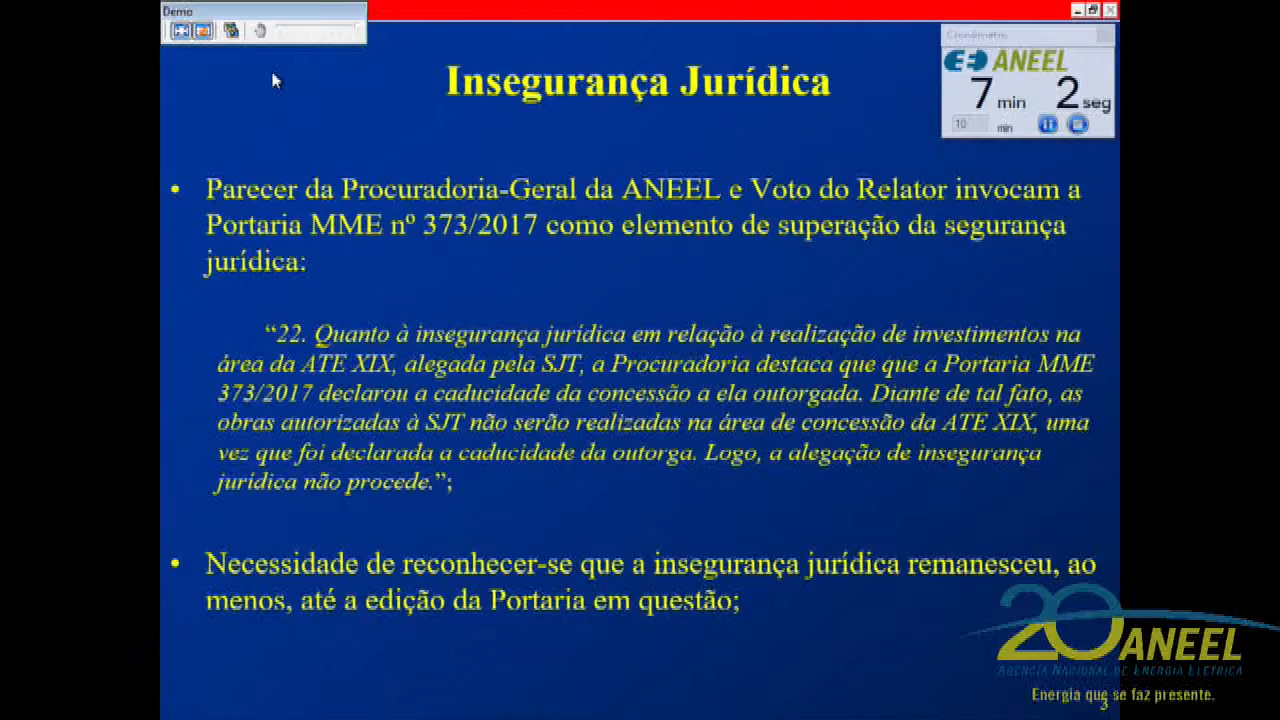 Demo
Cronômetro
ANEEL
7 min 2 seg
10 min
Insegurança Jurídica
• Parecer da Procuradoria-Geral da ANEEL e Voto do Relator invocam a
Portaria MME nº 373/2017 como elemento de superação da segurança
jurídica:
“22. Quanto à insegurança jurídica em relação à realização de investimentos na
área da ATE XIX, alegada pela SJT, a Procuradoria destaca que que a Portaria MME
373/2017 declarou a caducidade da concessão a ela outorgada. Diante de tal fato, as
obras autorizadas à SJT não serão realizadas na área de concessão da ATE XIX, uma
vez que foi declarada a caducidade da outorga. Logo, a alegação de insegurança
jurídica não procede.”;
• Necessidade de reconhecer-se que a insegurança jurídica remanesceu, ao
menos, até a edição da Portaria em questão;
20 ANEEL
AGÊNCIA NACIONAL DE ENERGIA ELÉTRICA
Energia que se faz presente.
3